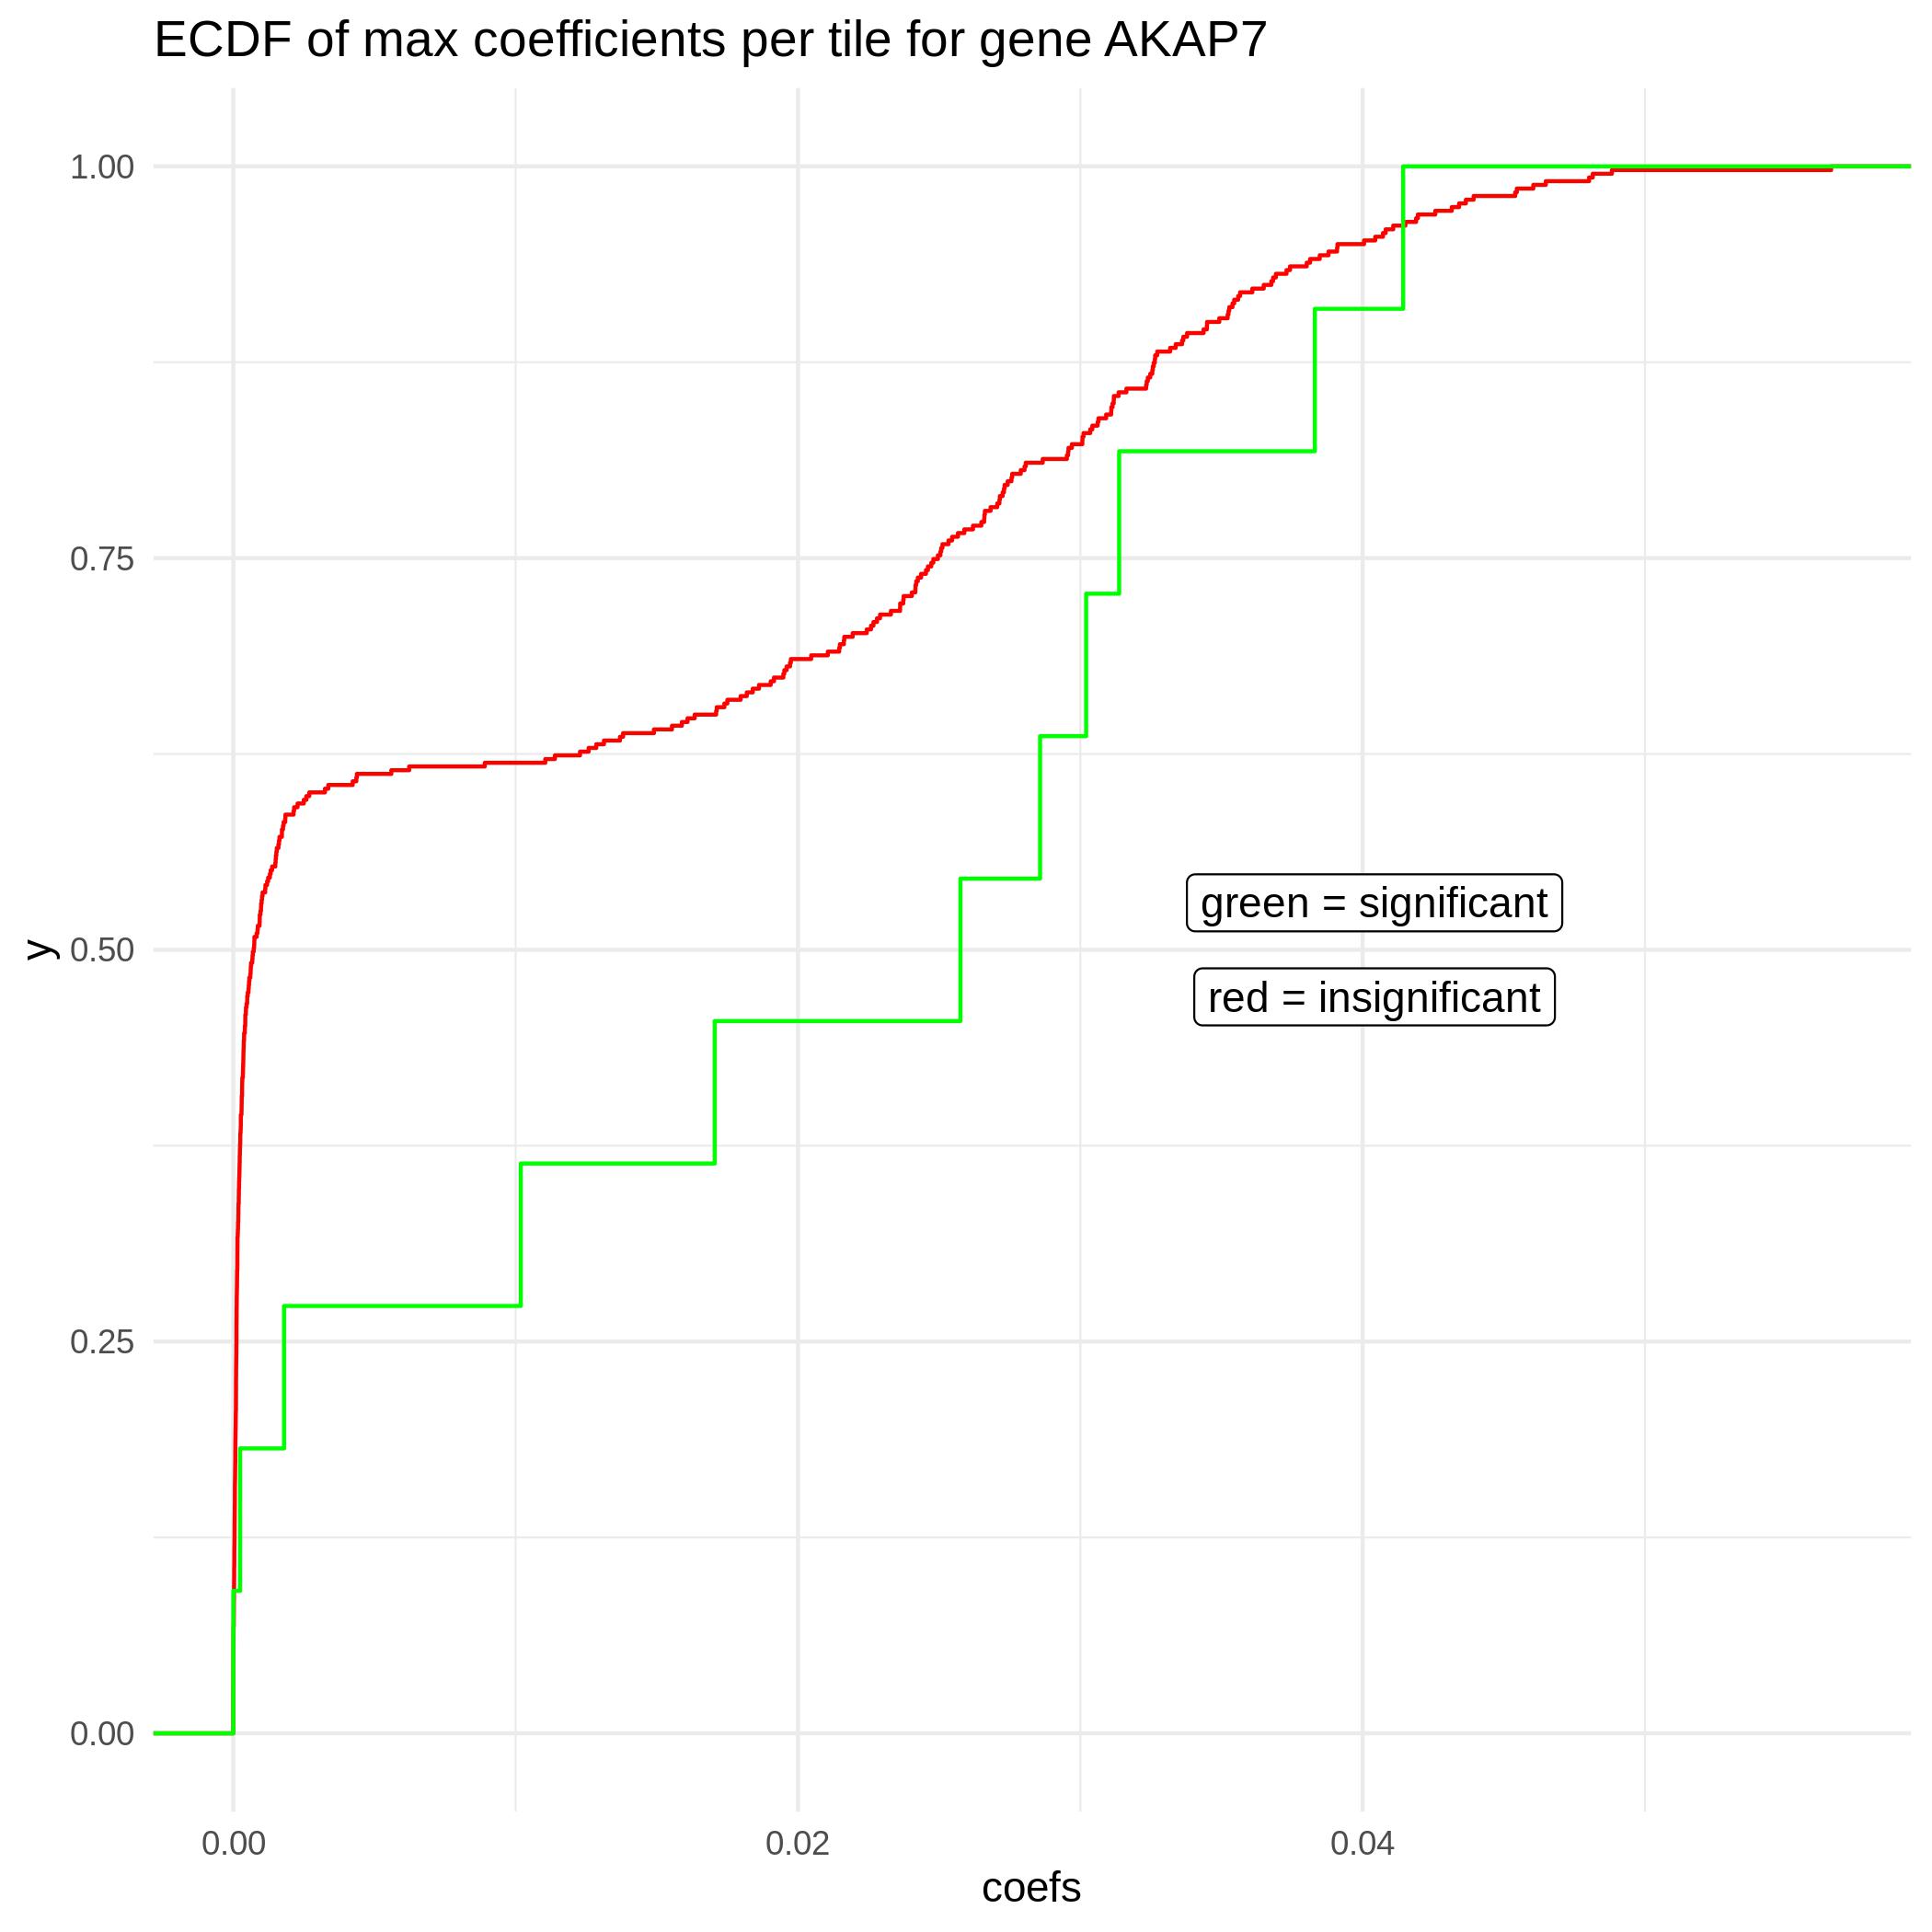 ECDF of max coefficients per tile for gene AKAP7
1.00
0.75
green = significant
y
0.50
red = insignificant
0.25
0.00
0.00
0.02
0.04
coefs